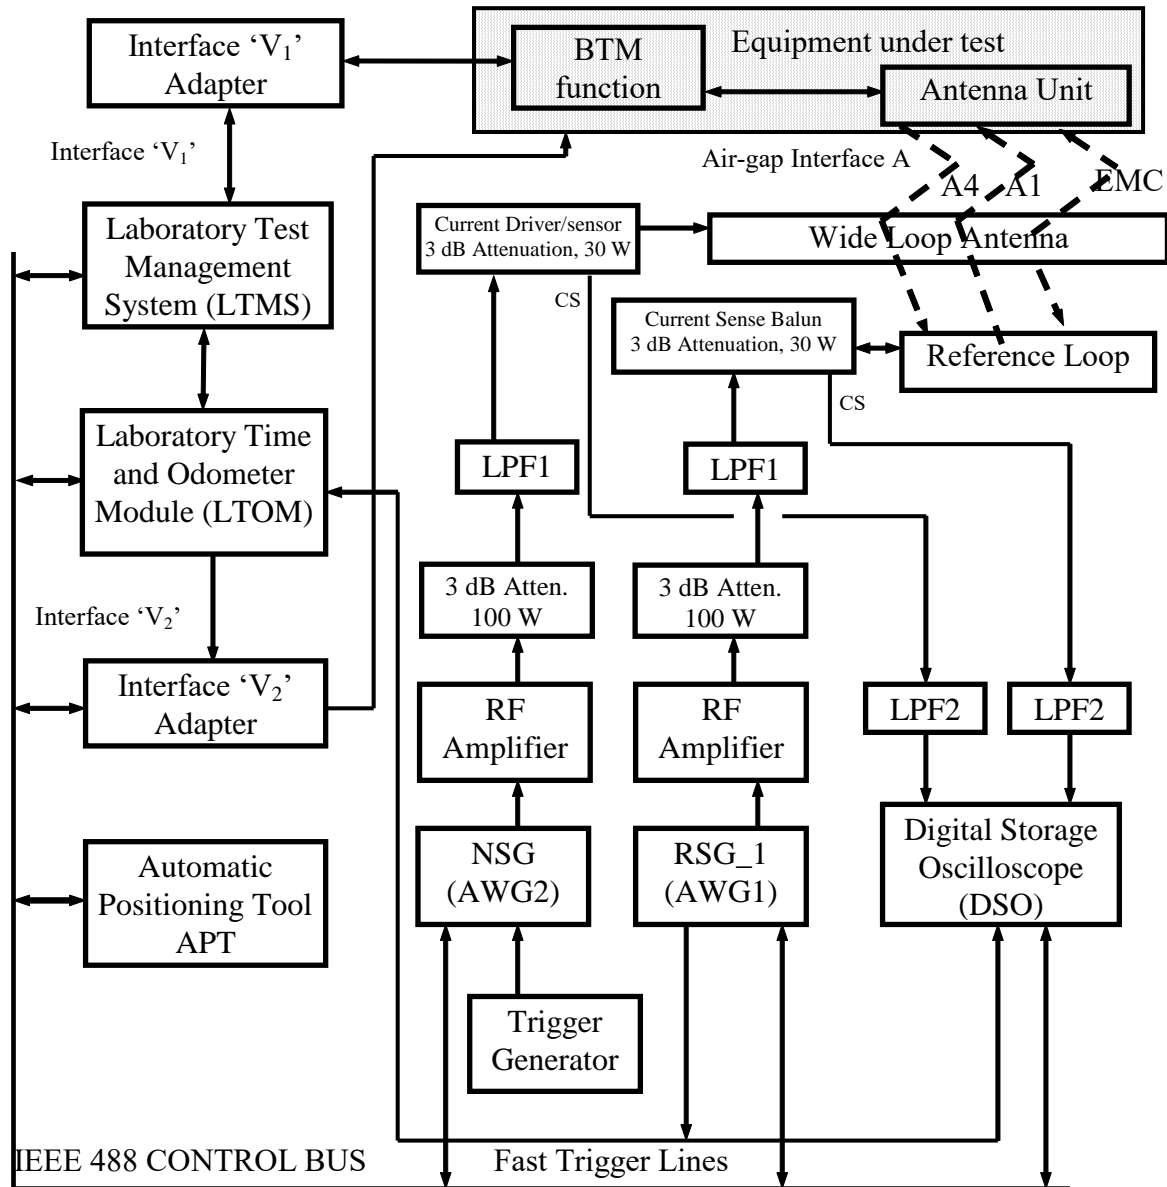 Interface ‘V1’
Adapter
BTM
function
Equipment under test
Antenna Unit
Interface ‘V1’
Air-gap Interface A
A4
A1
EMC
Laboratory Test
Management
System (LTMS)
Current Driver/sensor
3 dB Attenuation, 30 W
Wide Loop Antenna
CS
Current Sense Balun
3 dB Attenuation, 30 W
Reference Loop
CS
Laboratory Time
and Odometer
Module (LTOM)
LPF1
LPF1
3 dB Atten.
100 W
3 dB Atten.
100 W
Interface ‘V2’
Interface ‘V2’
Adapter
RF
Amplifier
RF
Amplifier
LPF2
LPF2
Automatic
Positioning Tool
APT
NSG
(AWG2)
RSG_1
(AWG1)
Digital Storage
Oscilloscope
(DSO)
Trigger
Generator
IEEE 488 CONTROL BUS
Fast Trigger Lines